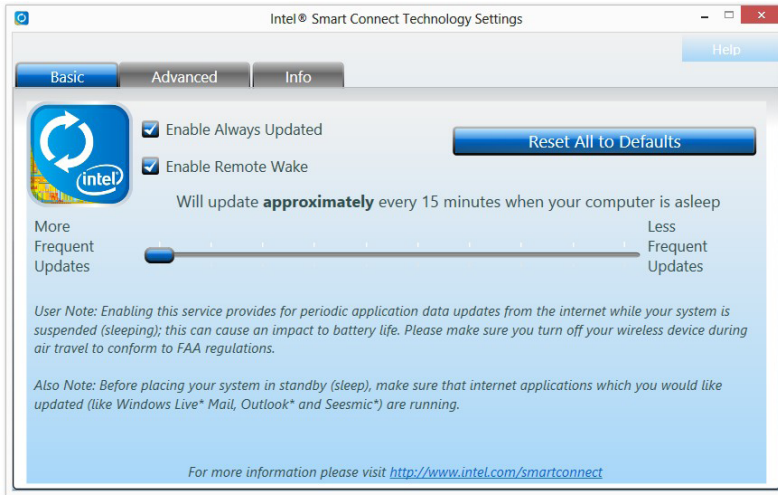 Intel® Smart Connect Technology Settings
Help
Basic Advanced Info
Enable Always Updated
Reset All to Defaults
Enable Remote Wake
intel
Will update approximately every 15 minutes when your computer is asleep
More
Frequent
Updates
Less
Frequent
Updates
User Note: Enabling this service provides for periodic application data updates from the internet while your system is
suspended (sleeping); this can cause an impact to battery life. Please make sure you turn off your wireless device during
air travel to conform to FAA regulations.
Also Note: Before placing your system in standby (sleep), make sure that internet applications which you would like
updated (like Windows Live* Mail, Outlook* and Seesmic*) are running.
For more information please visit http://www.intel.com/smartconnect